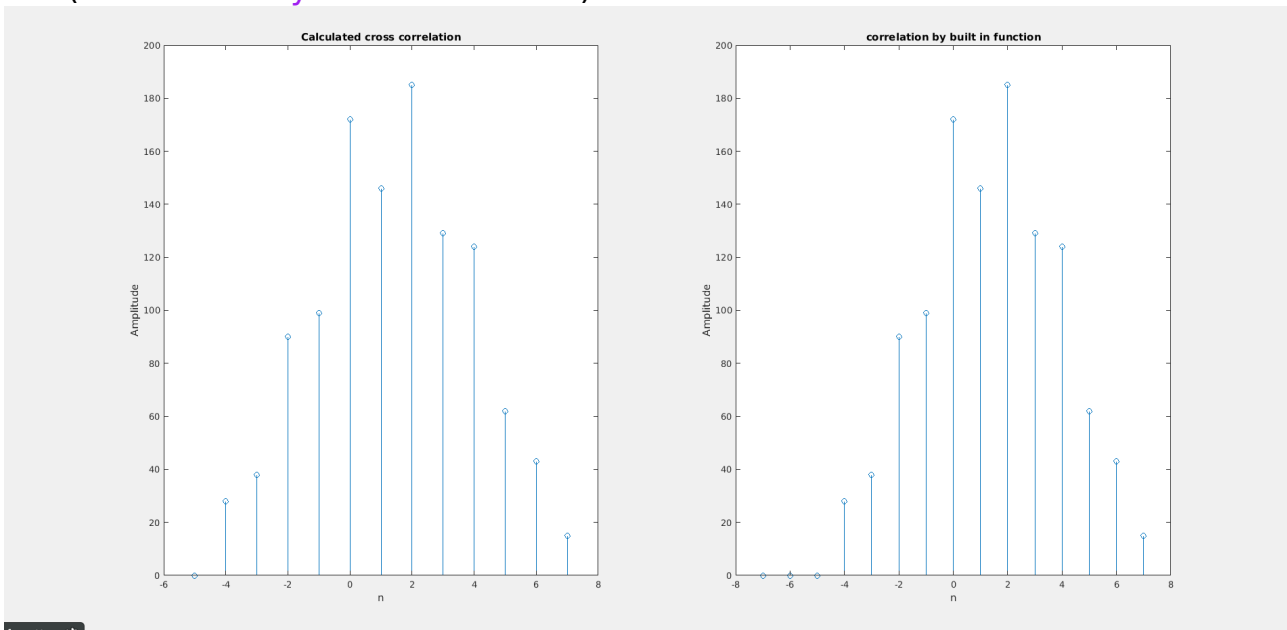 Calculated cross correlation
200
180
160
140
120
100
80
60
40
20
0
Amplitude
-6 -4 -2 0 2 4 6 8
n
correlation by built in function
200
180
160
140
120
100
80
60
40
20
0
Amplitude
-8 -6 -4 -2 0 2 4 6 8
n